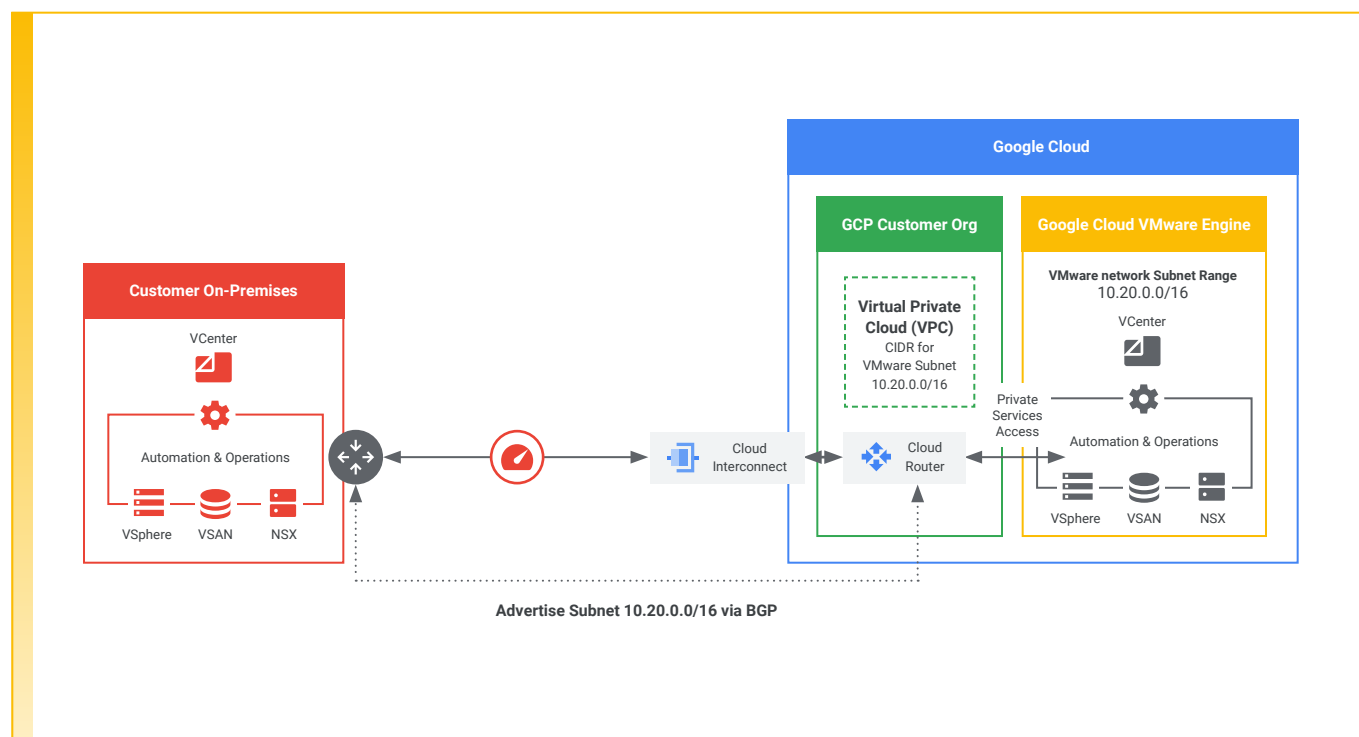 Google Cloud
GCP Customer Org
Google Cloud VMware Engine
Customer On-Premises
VCenter
Automation & Operations
VSphere
VSAN
NSX
Cloud
Interconnect
Virtual Private
Cloud (VPC)
CIDR for
VMware Subnet
10.20.0.0/16
Cloud
Router
Private
Services
Access
VMware network Subnet Range
10.20.0.0/16
VCenter
Automation & Operations
VSphere
VSAN
NSX
Advertise Subnet 10.20.0.0/16 via BGP